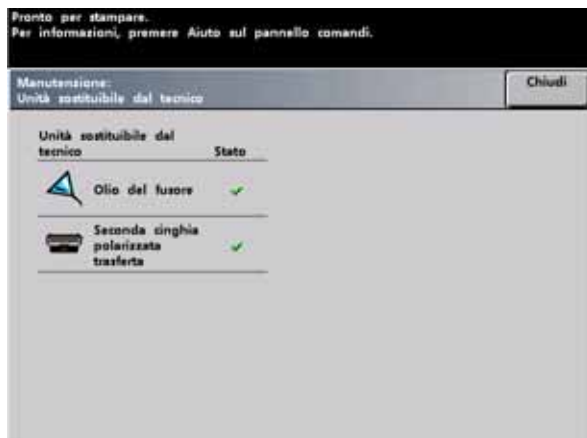 Pronto per stampare.
Per informazioni, premere Aiuto sul pannello comandi.
Manutenzione:
Unità sostituibile dal tecnico
Chiudi
Unità sostituibile dal
tecnico
Stato
Olio del fusore
Seconda cinghia
polarizzata
trasferta